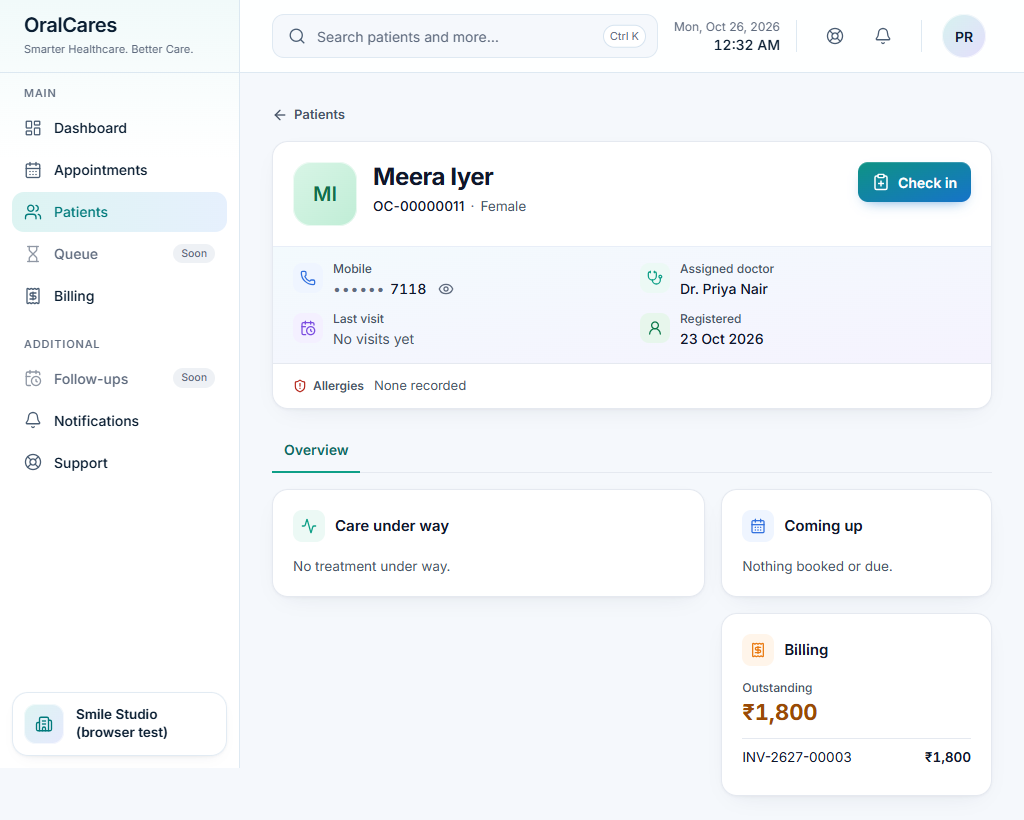 OralCares
Smarter Healthcare. Better Care.
Search patients and more...
Ctrl K
Mon, Oct 26, 2026
12:32 AM
PR
MAIN
Dashboard
Appointments
Patients
Queue
Soon
Billing
ADDITIONAL
Follow-ups
Soon
Notifications
Support
Smile Studio
(browser test)
Patients
MI
Meera Iyer
OC-00000011 · Female
Check in
Mobile
•••••• 7118
Assigned doctor
Dr. Priya Nair
Last visit
No visits yet
Registered
23 Oct 2026
Allergies None recorded
Overview
Care under way
No treatment under way.
Coming up
Nothing booked or due.
Billing
Outstanding
₹1,800
INV-2627-00003 ₹1,800